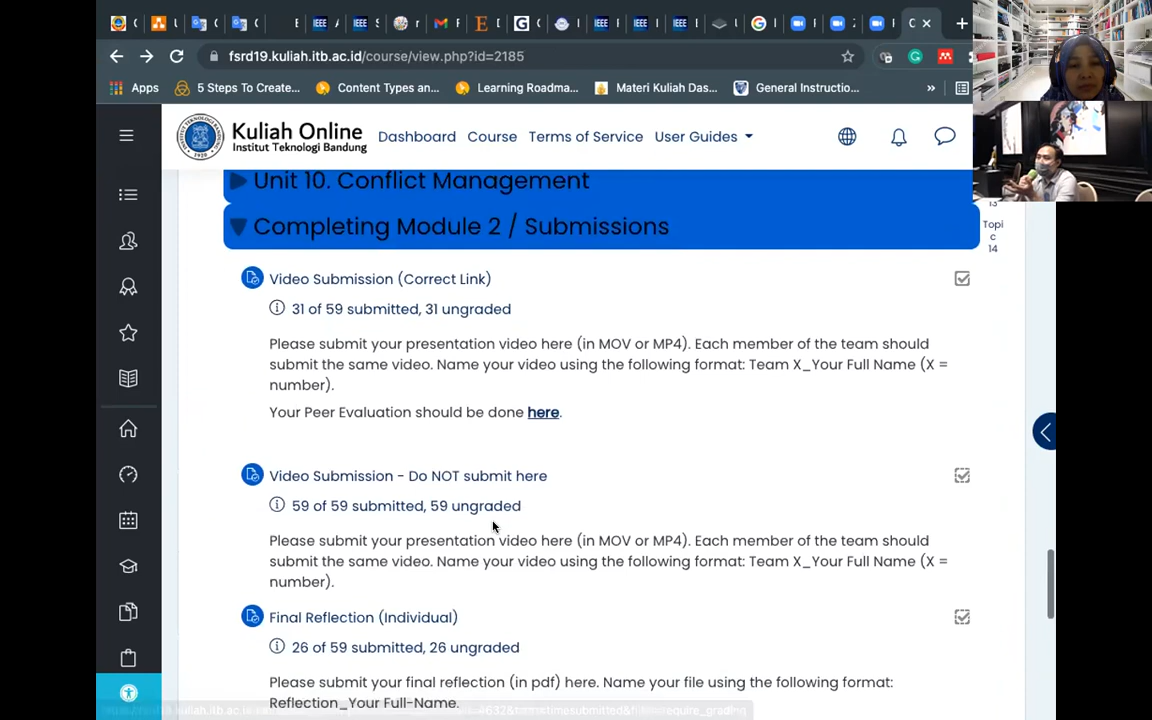 fsrd19.kuliah.itb.ac.id/course/view.php?id=2185
Apps
5 Steps To Create...
Content Types an...
Learning Roadma...
Materi Kuliah Das...
General Instructio...
»
Kuliah Online
Institut Teknologi Bandung
Dashboard
Course
Terms of Service
User Guides
Unit 10. Conflict Management
13
Topi
c
14
Completing Module 2 / Submissions
Video Submission (Correct Link)
31 of 59 submitted, 31 ungraded
Please submit your presentation video here (in MOV or MP4). Each member of the team should
submit the same video. Name your video using the following format: Team X_Your Full Name (X =
number).
Your Peer Evaluation should be done here.
Video Submission - Do NOT submit here
59 of 59 submitted, 59 ungraded
Please submit your presentation video here (in MOV or MP4). Each member of the team should
submit the same video. Name your video using the following format: Team X_Your Full Name (X =
number).
Final Reflection (Individual)
26 of 59 submitted, 26 ungraded
Please submit your final reflection (in pdf) here. Name your file using the following format:
Reflection_Your Full-Name.